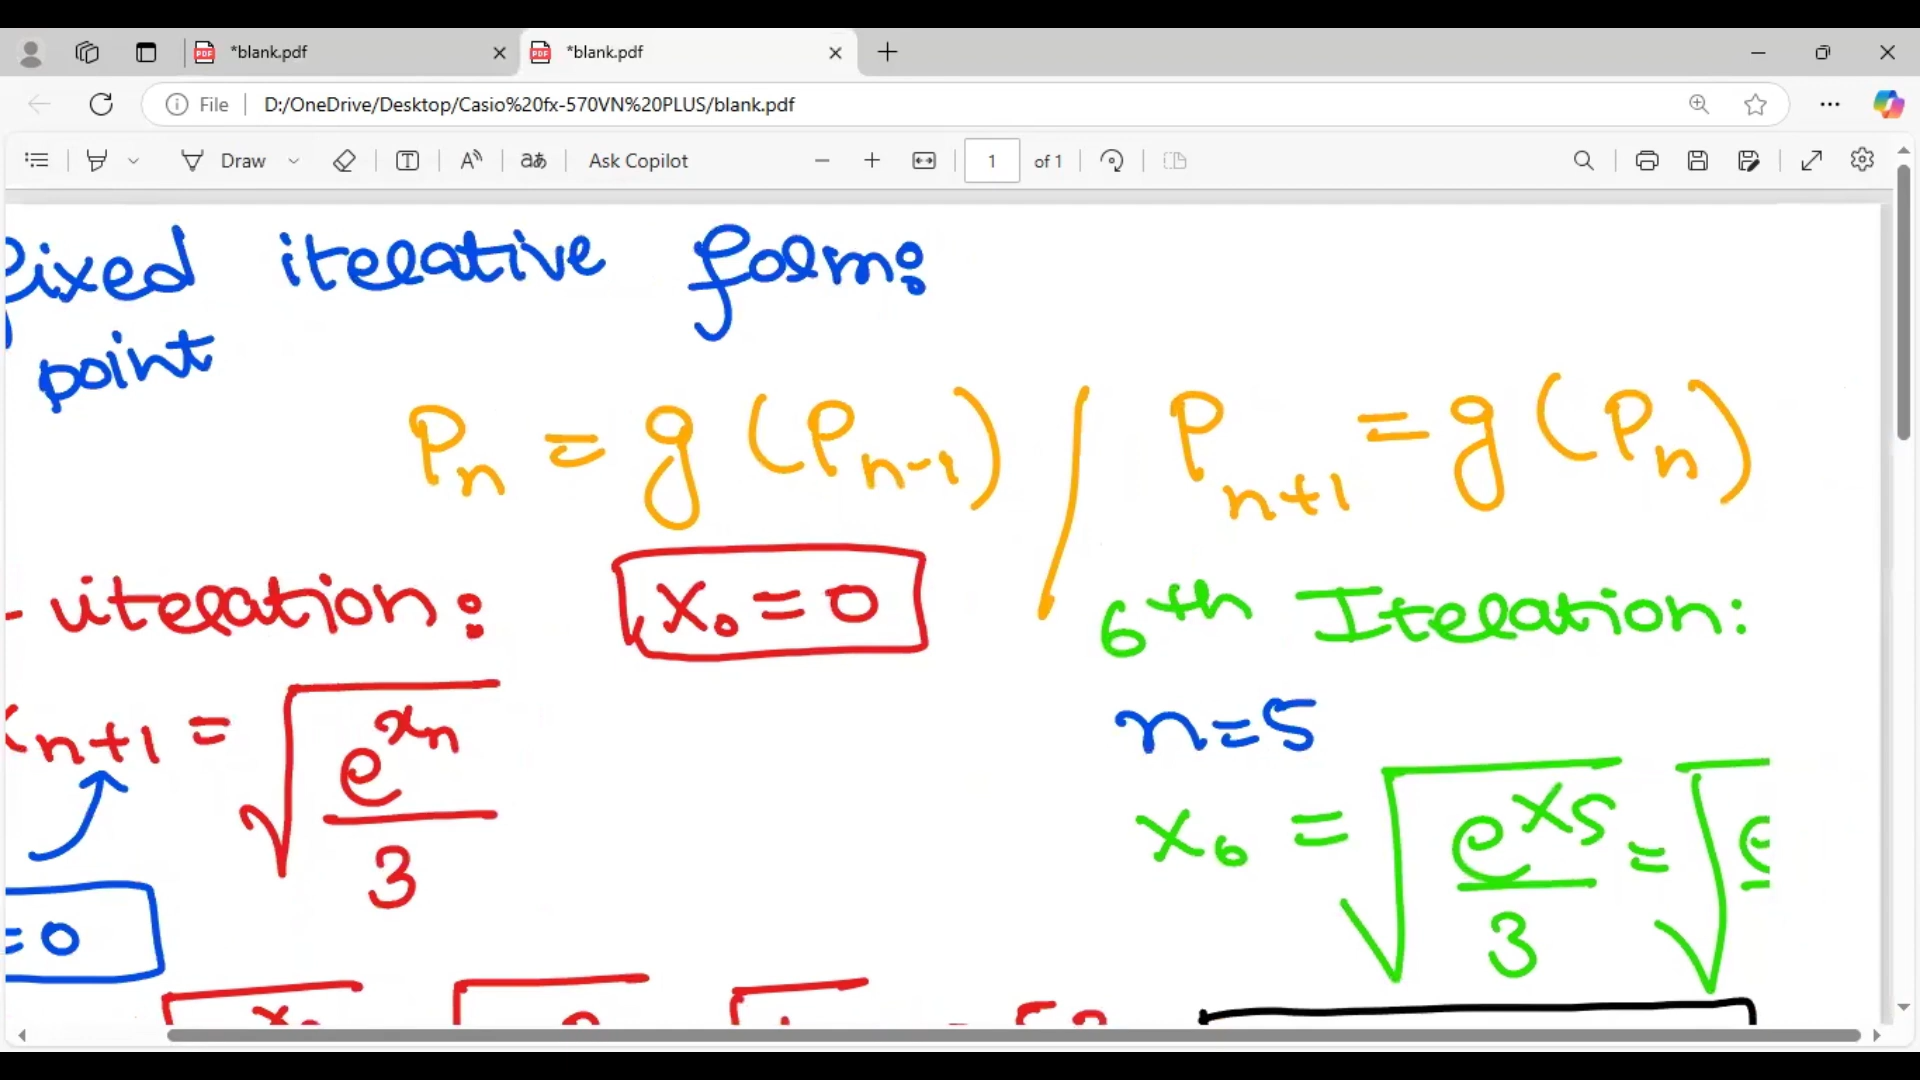 *blank.pdf
*blank.pdf
File
D:/OneDrive/Desktop/Casio%20fx-570VN%20PLUS/blank.pdf
Draw
Ask Copilot
1 of 1
fixed iterative form:
point
Pn = g(Pn-1) / Pn+1 = g(Pn)
iteration:
x₀ = 0
6th Iteration:
xn+1 = √(e^xn / 3)
n=5
x₆ = √(e^x5 / 3) = √
= 0